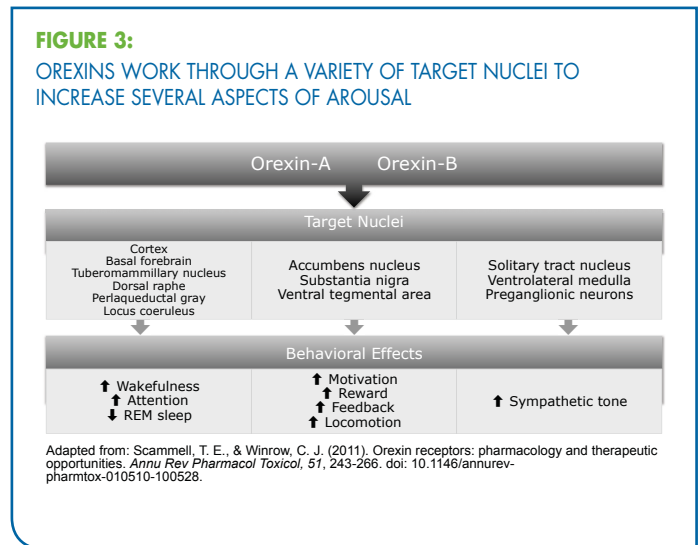 FIGURE 3:
OREXINS WORK THROUGH A VARIETY OF TARGET NUCLEI TO
INCREASE SEVERAL ASPECTS OF AROUSAL
Orexin-A Orexin-B
Target Nuclei
Cortex
Basal forebrain
Tuberomammillary nucleus
Dorsal raphe
Perlaqueductal gray
Locus coeruleus
Accumbens nucleus
Substantia nigra
Ventral tegmental area
Solitary tract nucleus
Ventrolateral medulla
Preganglionic neurons
Behavioral Effects
⬆ Wakefulness
⬆ Attention
⬇ REM sleep
⬆ Motivation
⬆ Reward
⬆ Feedback
⬆ Locomotion
⬆ Sympathetic tone
Adapted from: Scammell, T. E., & Winrow, C. J. (2011). Orexin receptors: pharmacology and therapeutic
opportunities. Annu Rev Pharmacol Toxicol, 51, 243-266. doi: 10.1146/annurev-
pharmtox-010510-100528.